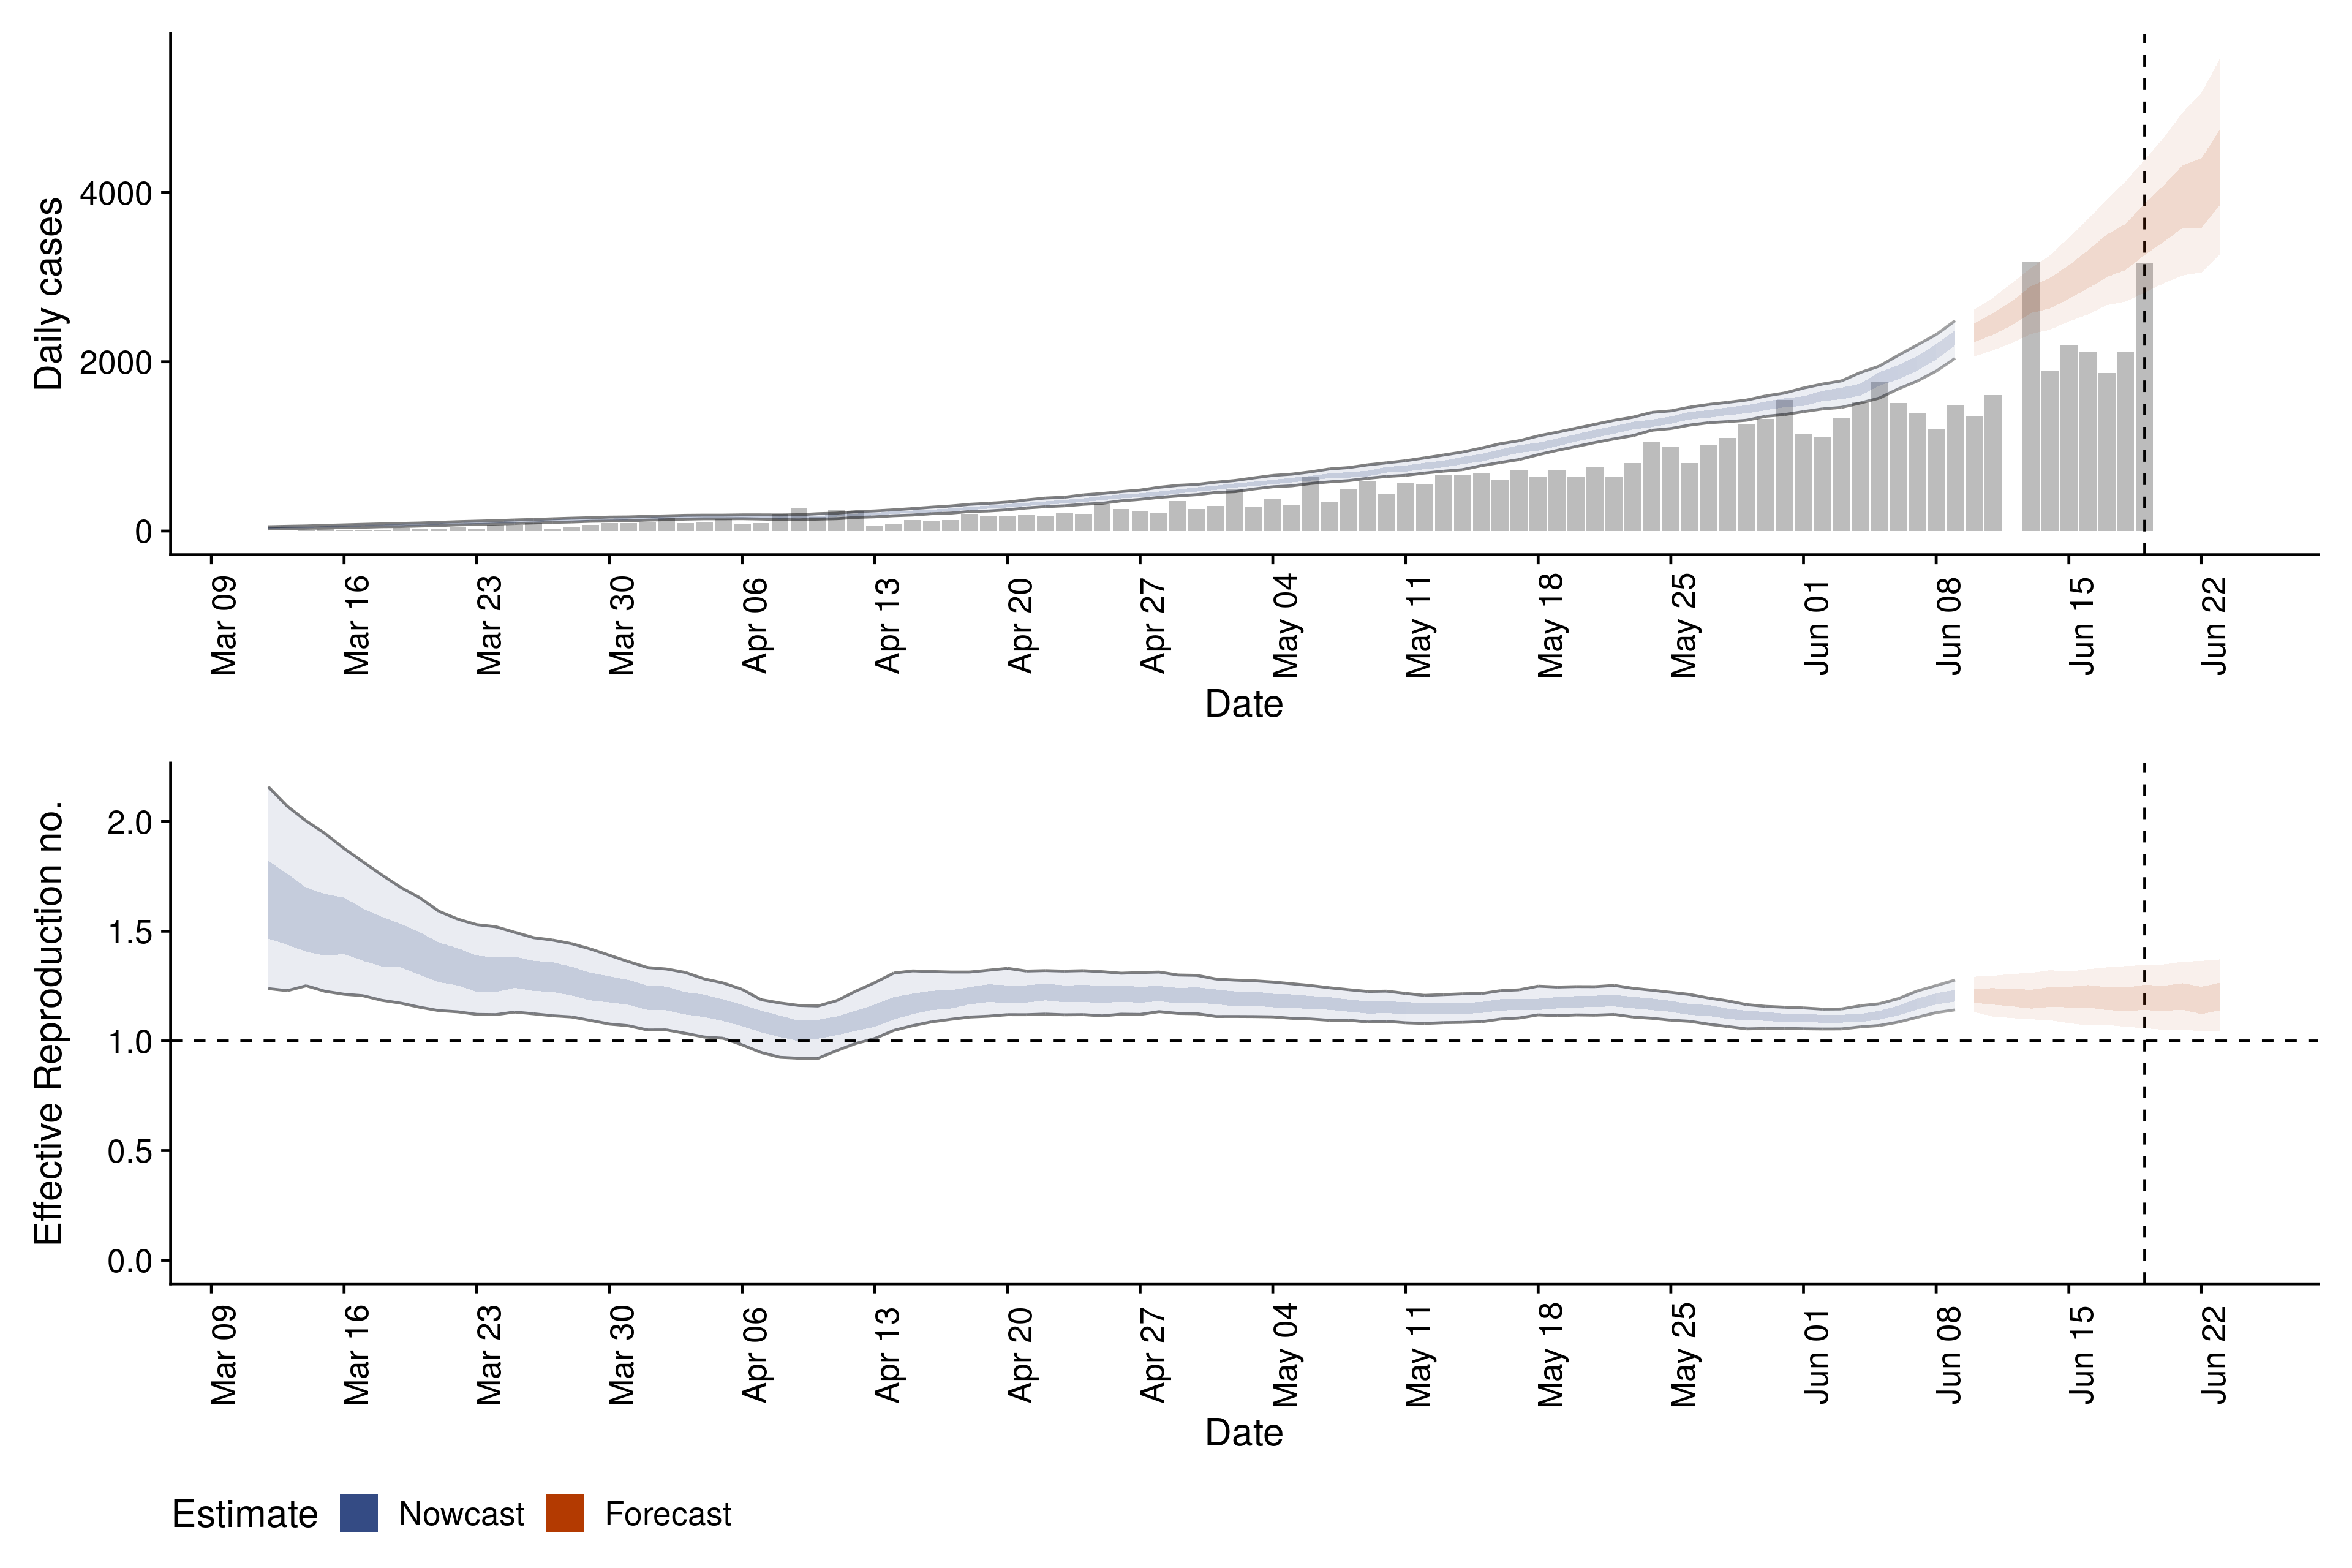 Daily cases
4000
2000
0
Mar 09 Mar 16 Mar 23 Mar 30 Apr 06 Apr 13 Apr 20 Apr 27 May 04 May 11 May 18 May 25 Jun 01 Jun 08 Jun 15 Jun 22
Date
Effective Reproduction no.
2.0
1.5
1.0
0.5
0.0
Mar 09 Mar 16 Mar 23 Mar 30 Apr 06 Apr 13 Apr 20 Apr 27 May 04 May 11 May 18 May 25 Jun 01 Jun 08 Jun 15 Jun 22
Date
Estimate Nowcast Forecast